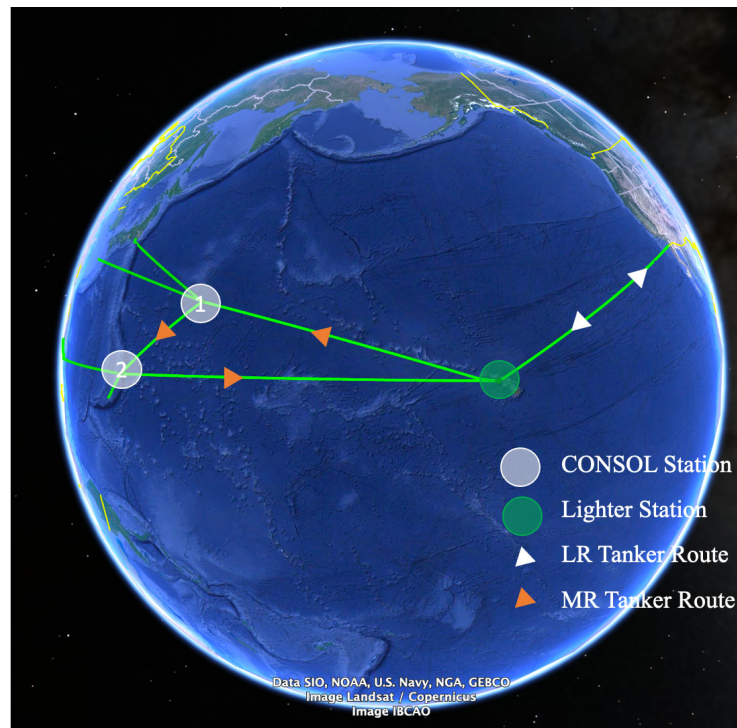 1
2
CONSOL Station
Lighter Station
LR Tanker Route
MR Tanker Route
Data SIO, NOAA, U.S. Navy, NGA, GEBCO
Image Landsat / Copernicus
Image IBCAO